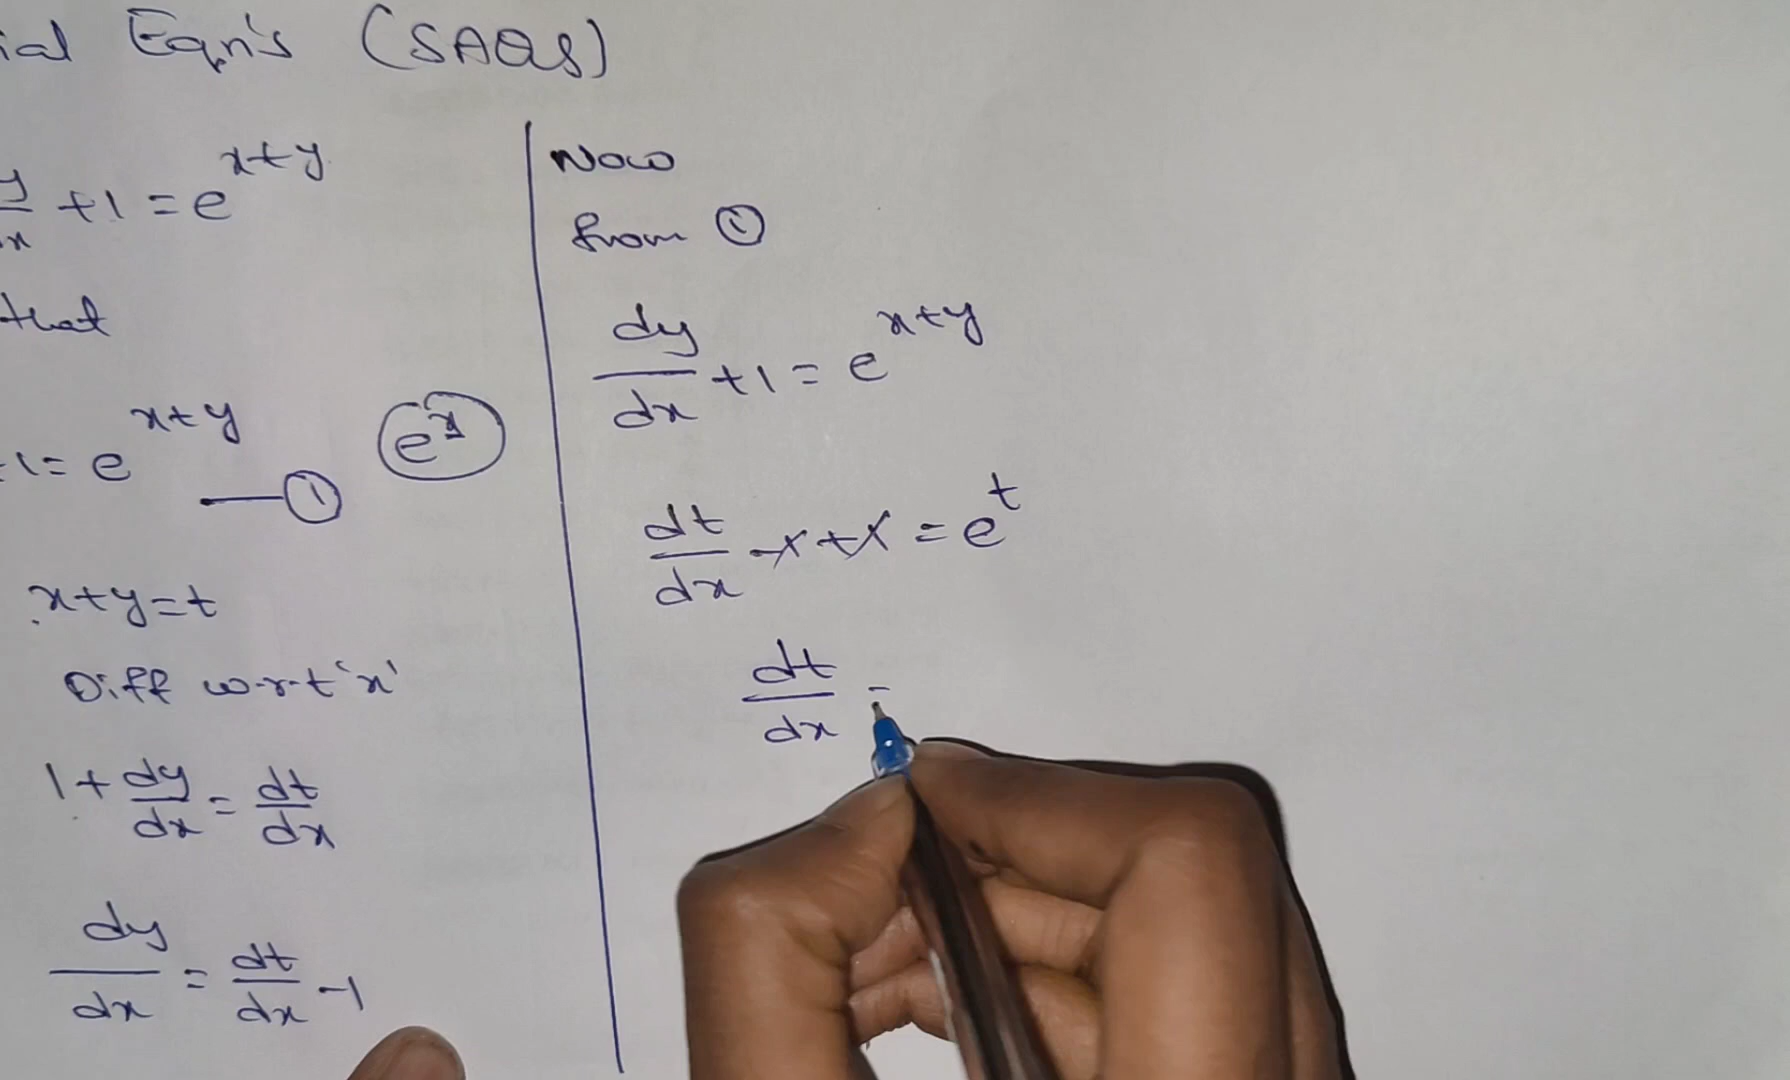 ial Eqn's (SAQS)
y/x +1 = e^{x+y}
that
1 = e^{x+y} — ①
e^x
x+y=t
Diff w.r.t 'x'
1 + dy/dx = dt/dx
dy/dx = dt/dx -1
Now
from ①
dy/dx +1 = e^{x+y}
dt/dx -1 +1 = e^t
dt/dx =